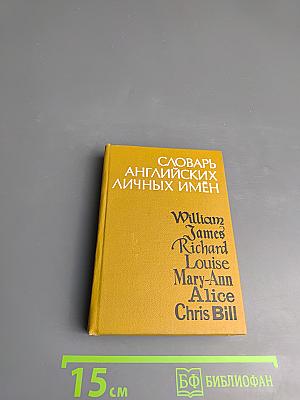 СЛОВАРЬ
АНГЛИЙСКИХ
ЛИЧНЫХ ИМЁН
William
James
Richard
Louise
Mary-Ann
Alice
Chris Bill
15 см
БФ БИБЛИОФАН